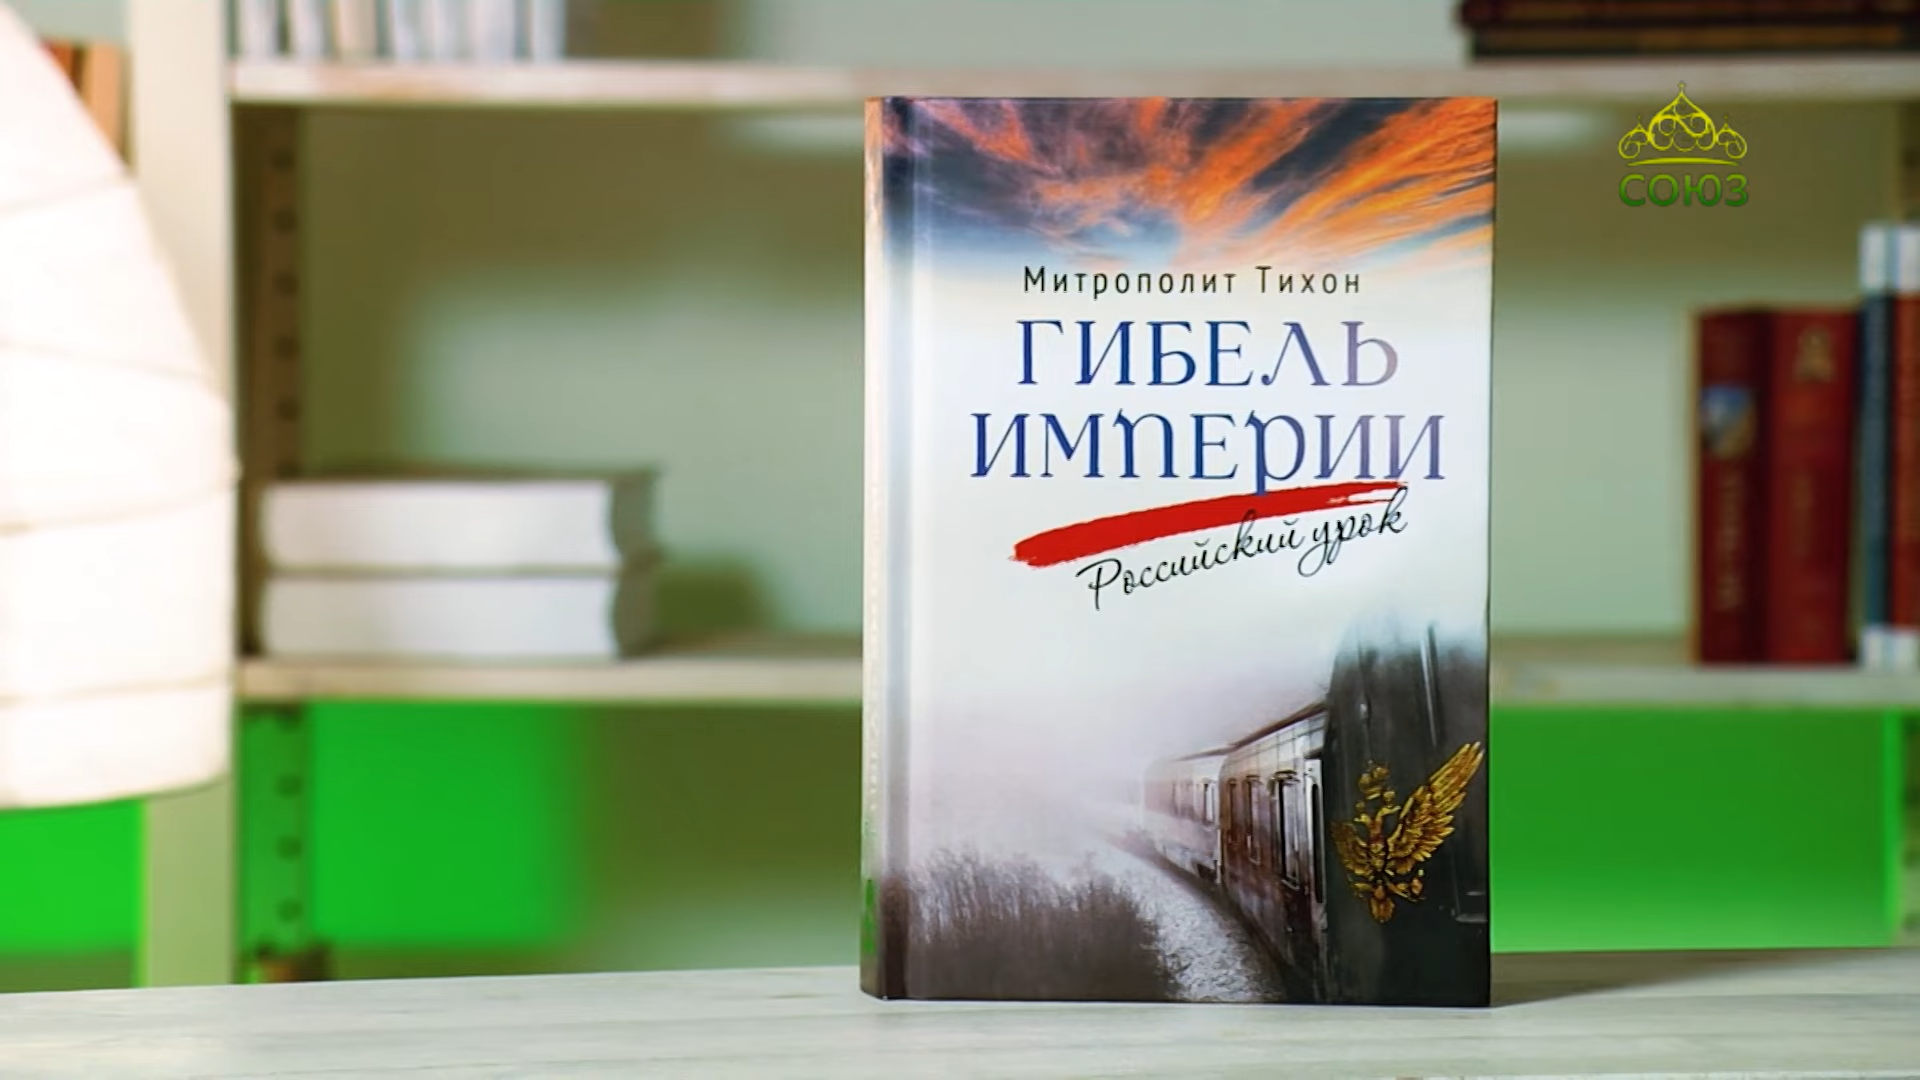 СОЮЗ
Митрополит Тихон
ГИБЕЛЬ
ИМПЕРИИ
Российский урок